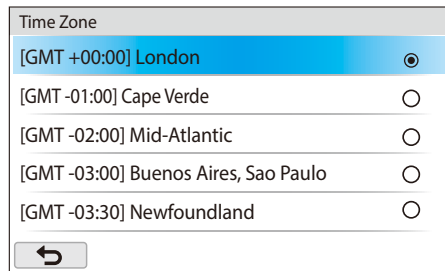 Time Zone
[GMT +00:00] London
[GMT -01:00] Cape Verde
[GMT -02:00] Mid-Atlantic
[GMT -03:00] Buenos Aires, Sao Paulo
[GMT -03:30] Newfoundland